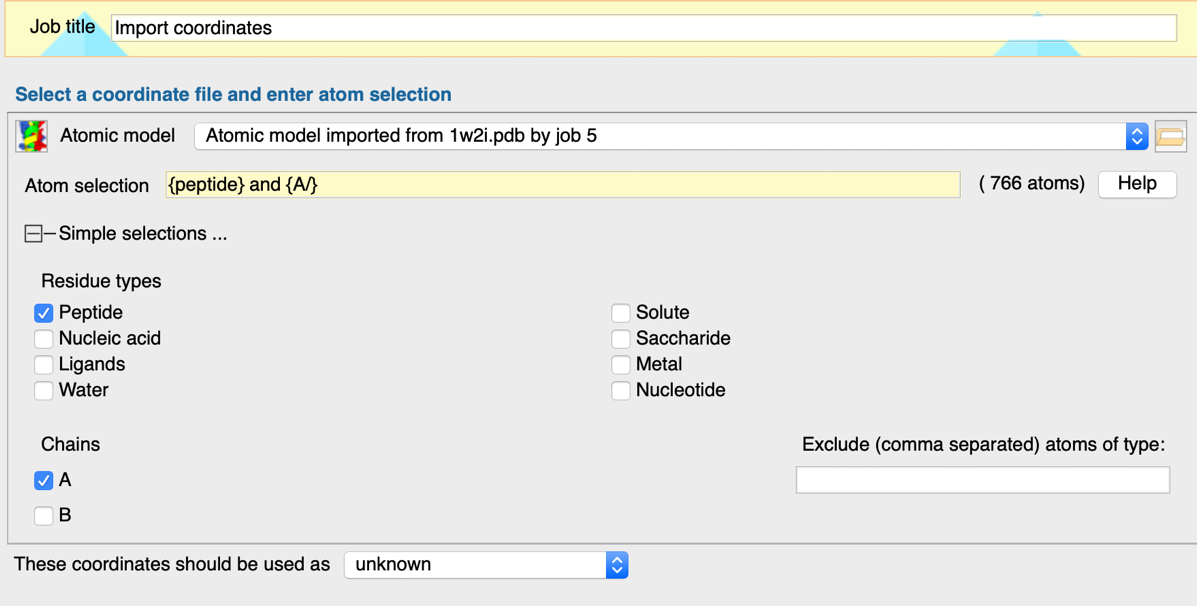 Job title Import coordinates
Select a coordinate file and enter atom selection
Atomic model Atomic model imported from 1w2i.pdb by job 5
Atom selection {peptide} and {A/} ( 766 atoms) Help
Simple selections ...
Residue types
Peptide Solute
Nucleic acid Saccharide
Ligands Metal
Water Nucleotide
Chains Exclude (comma separated) atoms of type:
A
B
These coordinates should be used as unknown